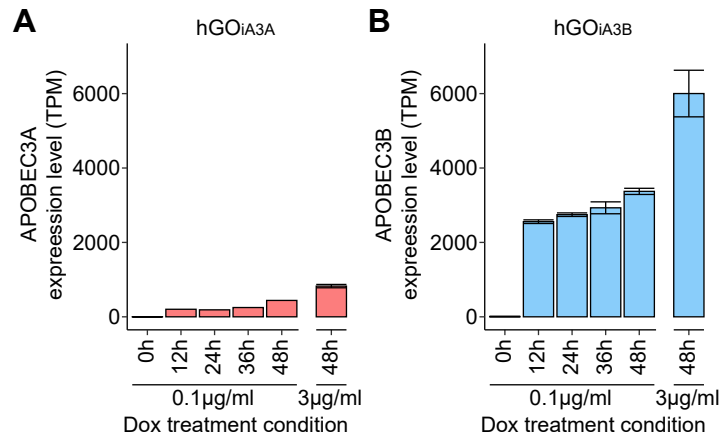 A
hGOiA3A
APOBEC3A
expreession level (TPM)
6000
4000
2000
0
0h
12h
24h
36h
48h
48h
0.1µg/ml
3µg/ml
Dox treatment condition
B
hGOiA3B
APOBEC3B
expreession level (TPM)
6000
4000
2000
0
0h
12h
24h
36h
48h
48h
0.1µg/ml
3µg/ml
Dox treatment condition